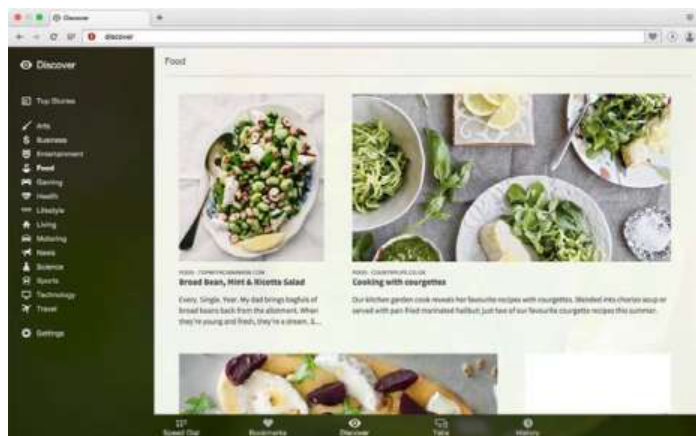 Discover
discover
Discover
Top Stories
Arts
Business
Entertainment
Food
Gaming
Health
Lifestyle
Living
Motoring
News
Science
Sports
Technology
Travel
Settings
Food
Broad Bean, Mint & Ricotta Salad
Every. Single. Year. My dad brings bagfuls of
broad beans back from the allotment. When
they're young and fresh, they're a dream, &...
FOOD · COUNTRYLIFE.CO.UK
Cooking with courgettes
Our kitchen garden cook reveals her favourite recipes with courgettes. Blended into chorizo soup or
served with pan fried marinated halibut, just two of our favourite courgette recipes this summer.
Speed Dial
Bookmarks
Discover
Tabs
History